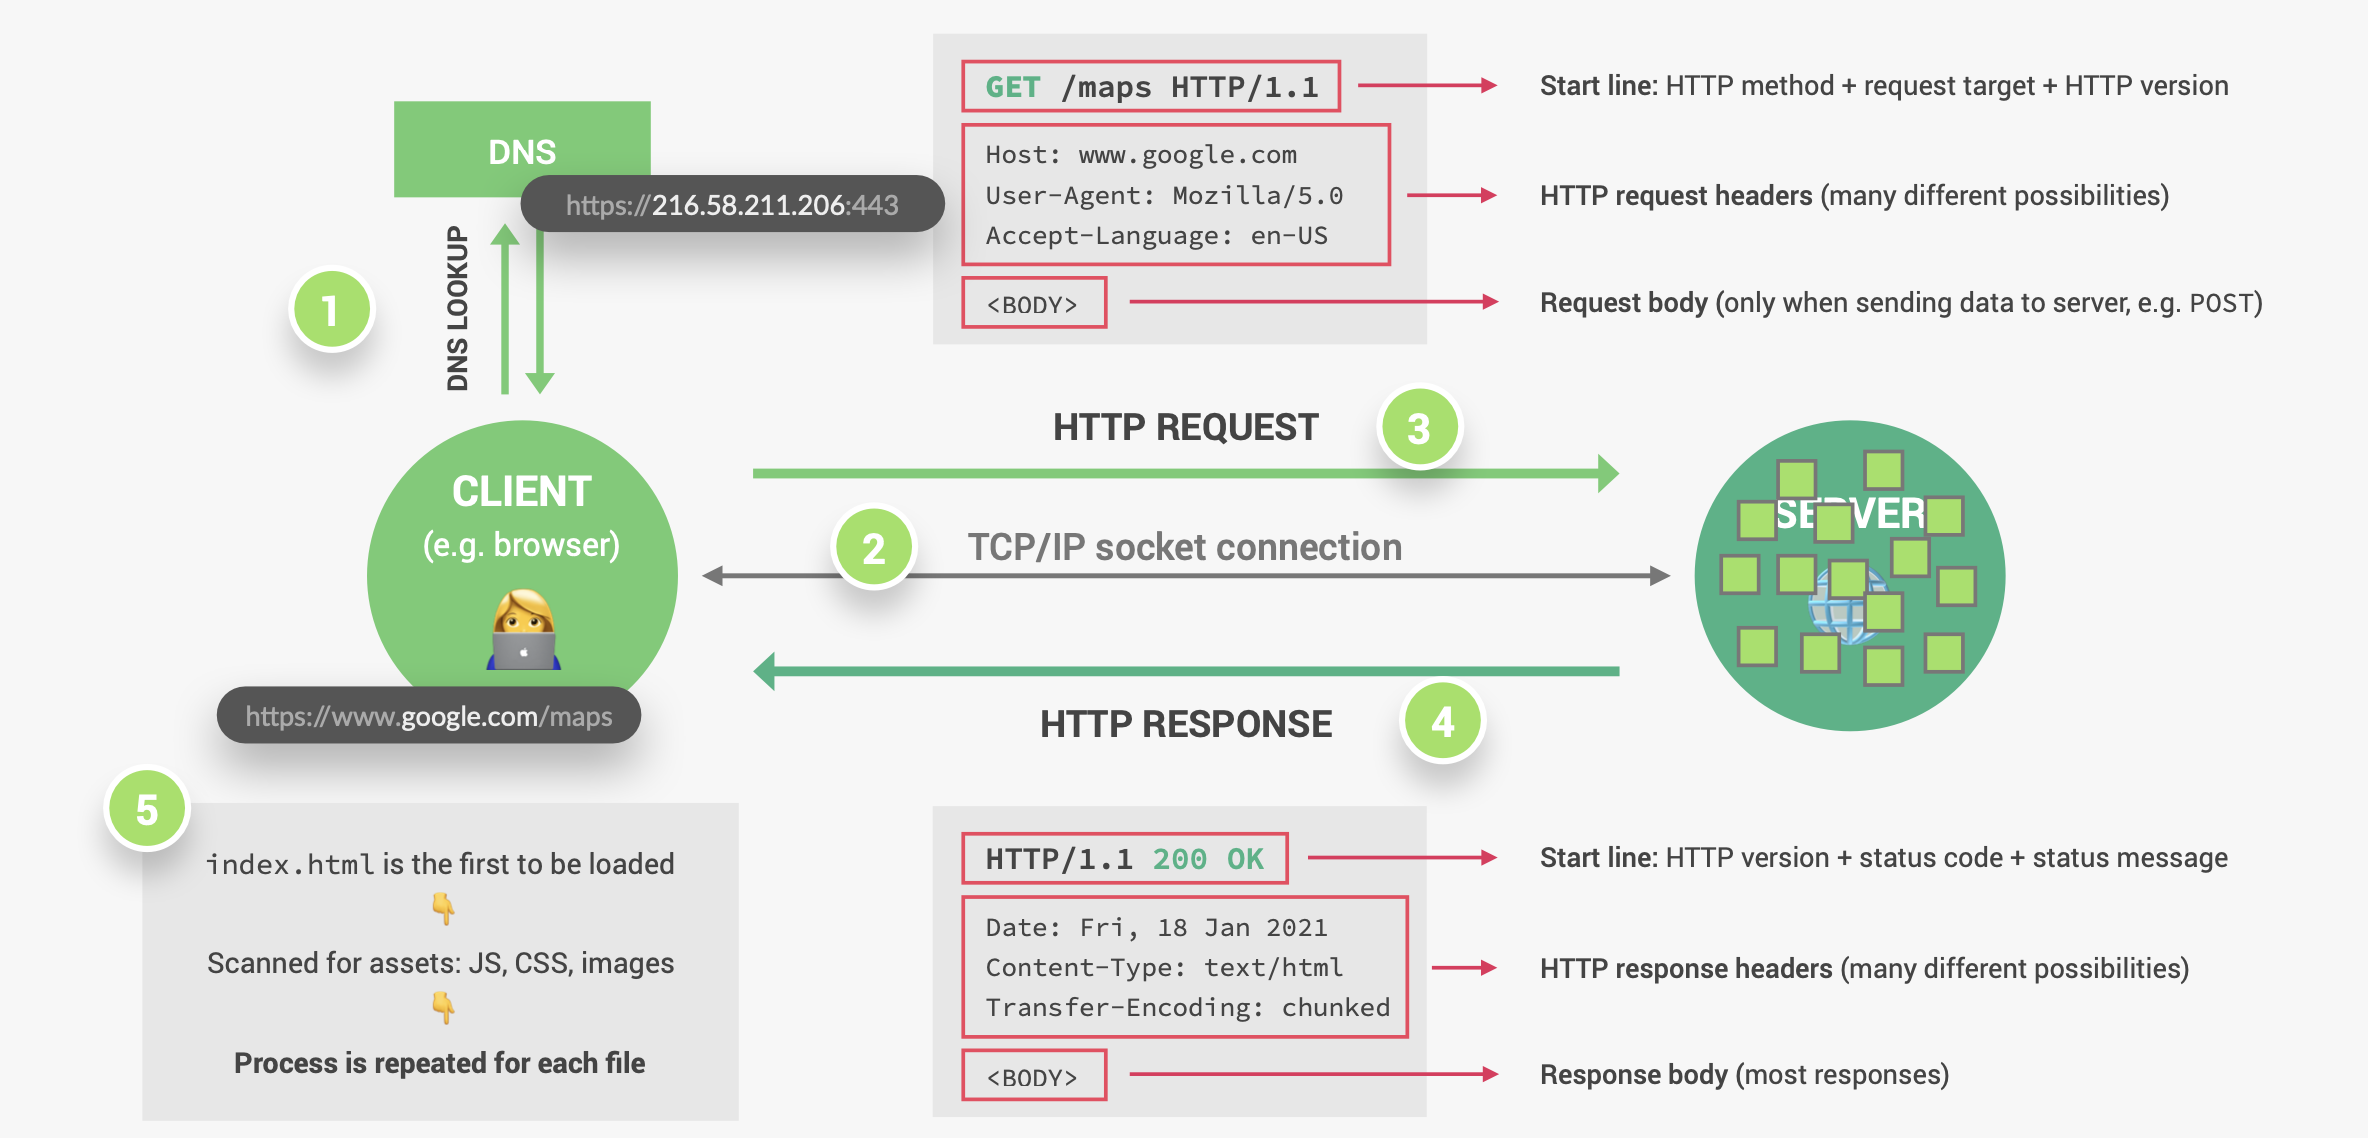 DNS
https://216.58.211.206:443
DNS LOOKUP
1
CLIENT
(e.g. browser)
https://www.google.com/maps
GET /maps HTTP/1.1
Start line: HTTP method + request target + HTTP version
Host: www.google.com
User-Agent: Mozilla/5.0
Accept-Language: en-US
HTTP request headers (many different possibilities)
<BODY>
Request body (only when sending data to server, e.g. POST)
HTTP REQUEST
3
2
TCP/IP socket connection
SERVER
HTTP RESPONSE
4
5
index.html is the first to be loaded
Scanned for assets: JS, CSS, images
Process is repeated for each file
HTTP/1.1 200 OK
Start line: HTTP version + status code + status message
Date: Fri, 18 Jan 2021
Content-Type: text/html
Transfer-Encoding: chunked
HTTP response headers (many different possibilities)
<BODY>
Response body (most responses)